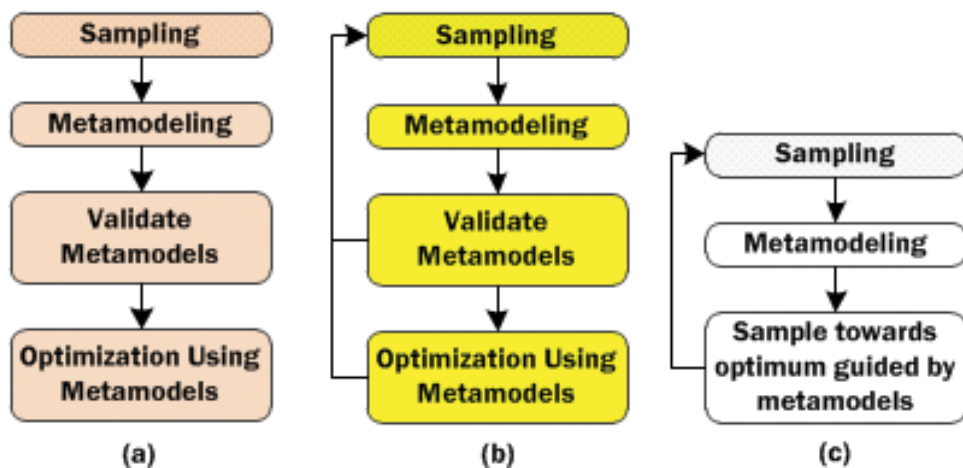 Sampling
Metamodeling
Validate
Metamodels
Optimization Using
Metamodels
(a)
Sampling
Metamodeling
Validate
Metamodels
Optimization Using
Metamodels
(b)
Sampling
Metamodeling
Sample towards
optimum guided by
metamodels
(c)